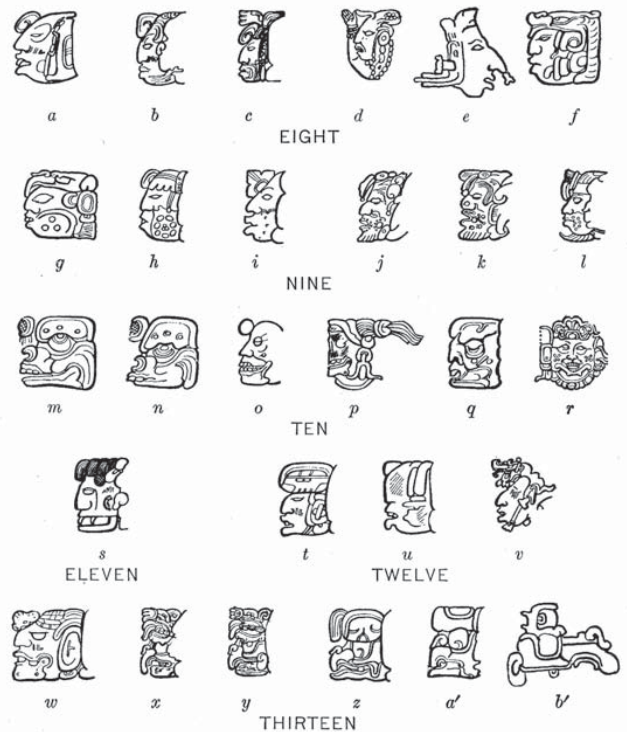 a b c d e f
EIGHT
g h i j k l
NINE
m n o p q r
TEN
s t u v
ELEVEN TWELVE
w x y z a' b'
THIRTEEN